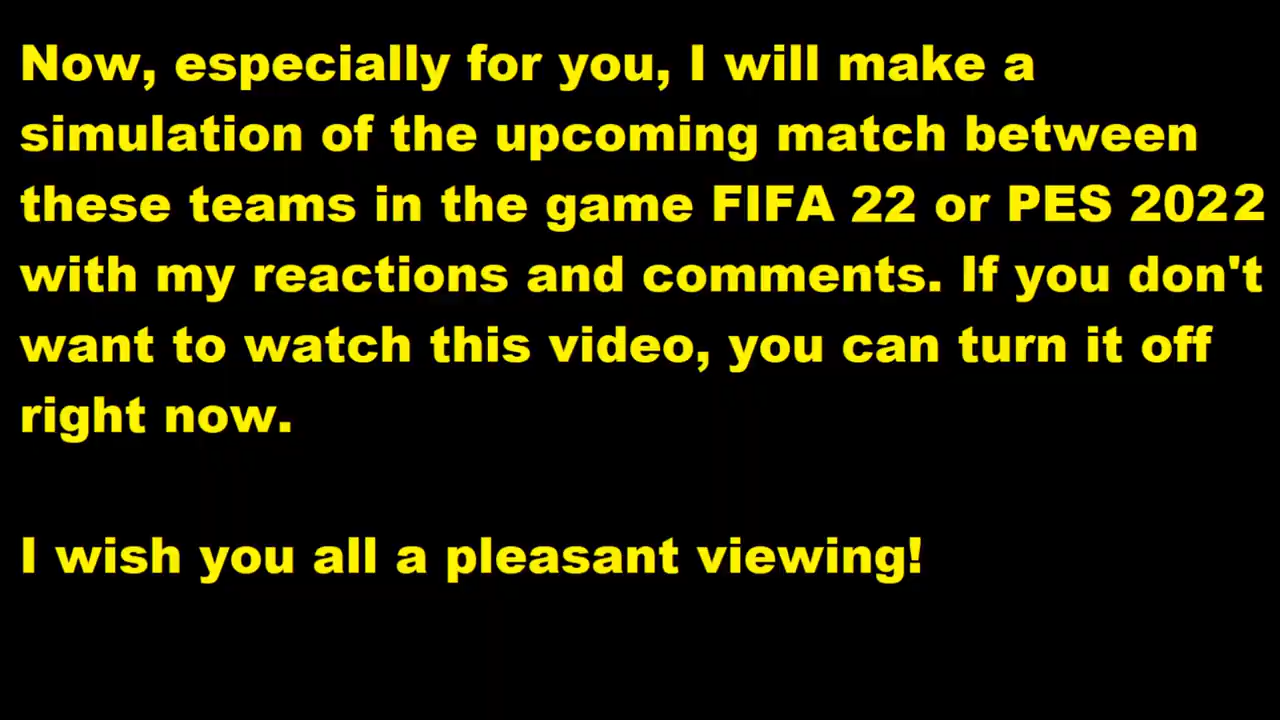 Now, especially for you, I will make a
simulation of the upcoming match between
these teams in the game FIFA 22 or PES 2022
with my reactions and comments. If you don't
want to watch this video, you can turn it off
right now.
I wish you all a pleasant viewing!